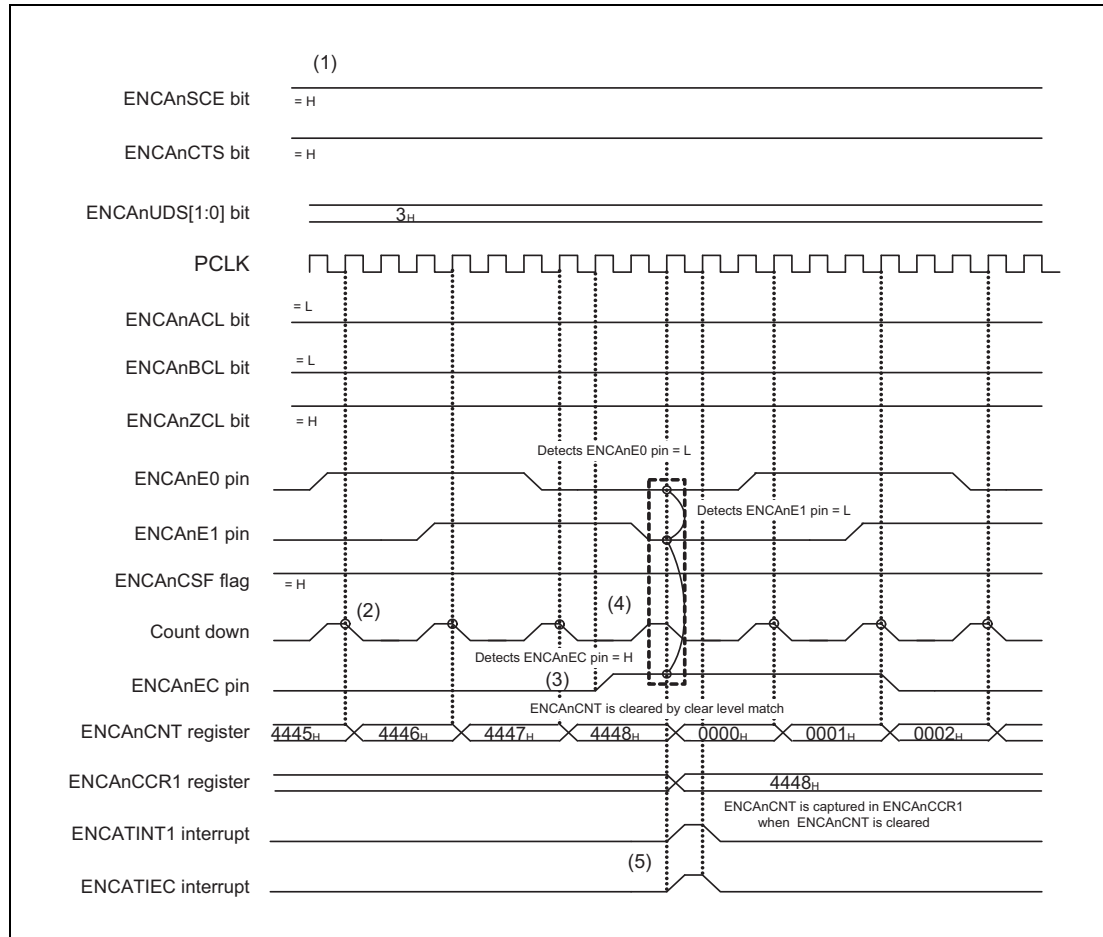 (1)
ENCAnSCE bit = H
ENCAnCTS bit = H
ENCAnUDS[1:0] bit 3H
PCLK
ENCAnACL bit = L
ENCAnBCL bit = L
ENCAnZCL bit = H
Detects ENCAnE0 pin = L
ENCAnE0 pin
Detects ENCAnE1 pin = L
ENCAnE1 pin
ENCAnCSF flag = H
(2) (4)
Count down
Detects ENCAnEC pin = H
ENCAnEC pin (3)
ENCAnCNT is cleared by clear level match
ENCAnCNT register 4445H 4446H 4447H 4448H 0000H 0001H 0002H
ENCAnCCR1 register 4448H
ENCAnCNT is captured in ENCAnCCR1
when ENCAnCNT is cleared
ENCATINT1 interrupt
(5)
ENCATIEC interrupt